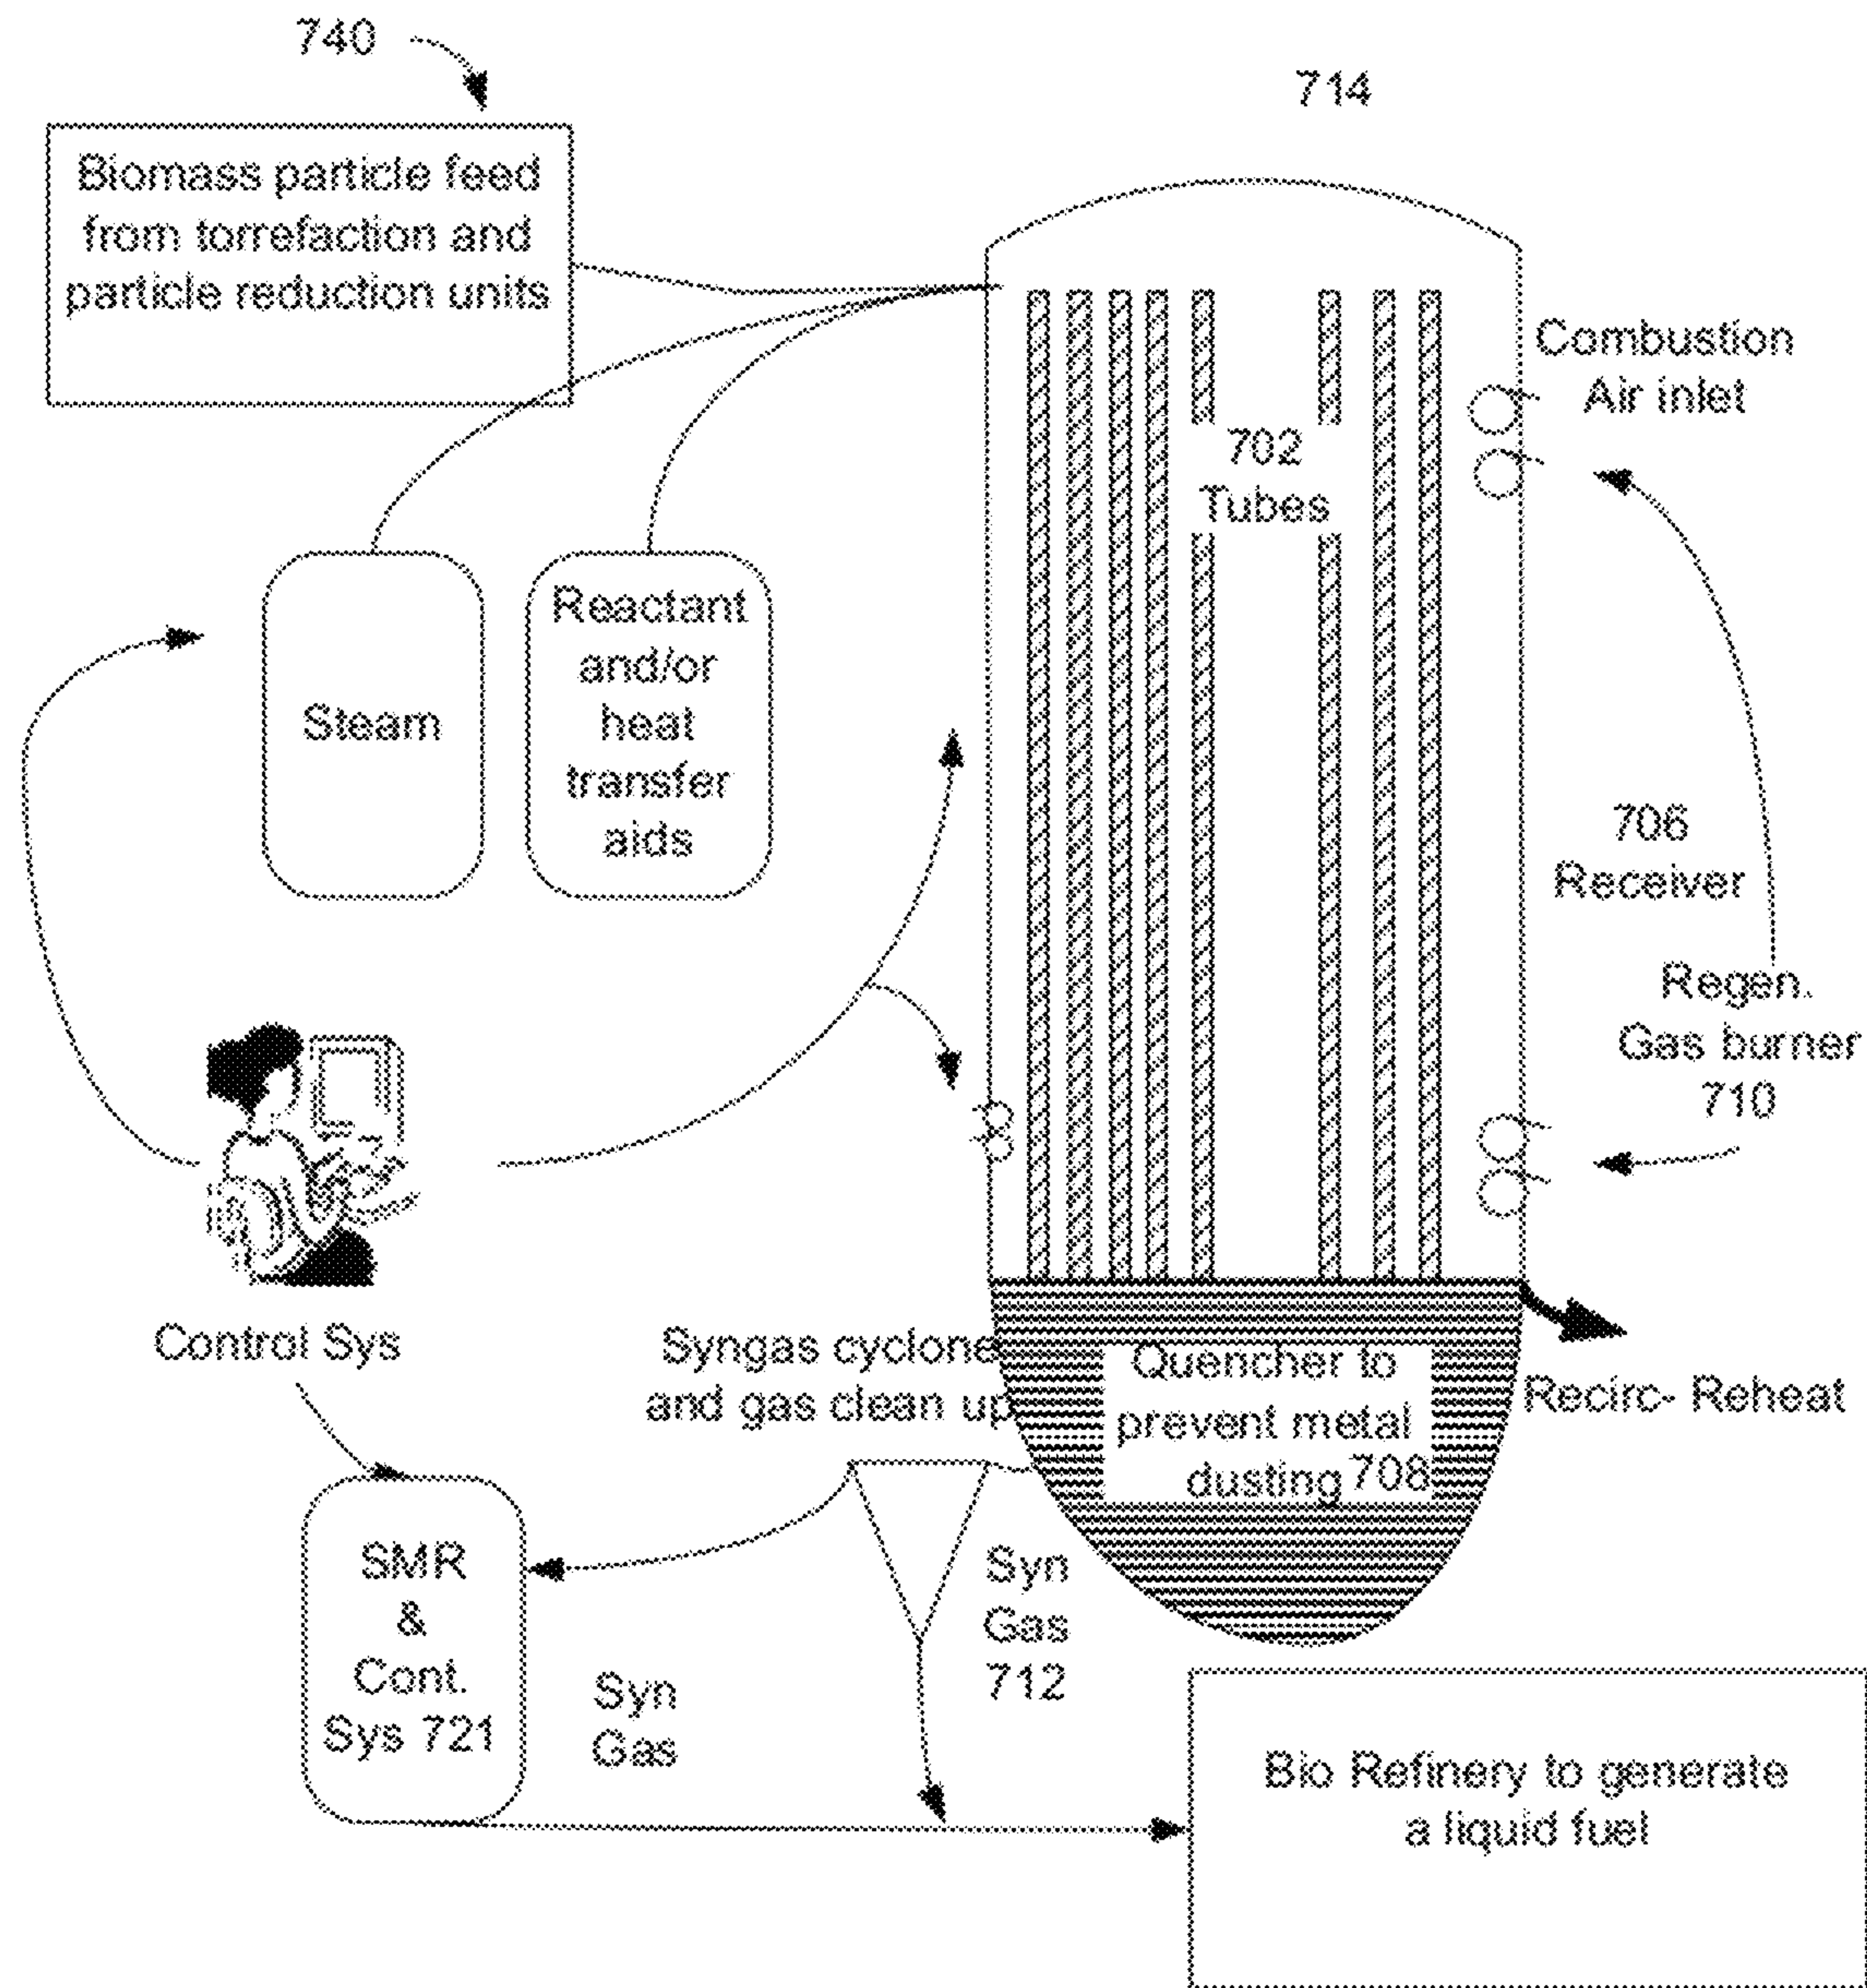 740
714
Biomass particle feed
from torrefaction and
particle reduction units
Combustion
Air inlet
702
Tubes
Steam
Reactant
and/or
heat
transfer
aids
706
Receiver
Regen.
Gas burner
710
Control Sys
Syngas cyclone
and gas clean up
Quencher to
prevent metal
dusting 708
Recirc- Reheat
SMR
&
Cont.
Sys 721
Syn
Gas
Syn
Gas
712
Bio Refinery to generate
a liquid fuel